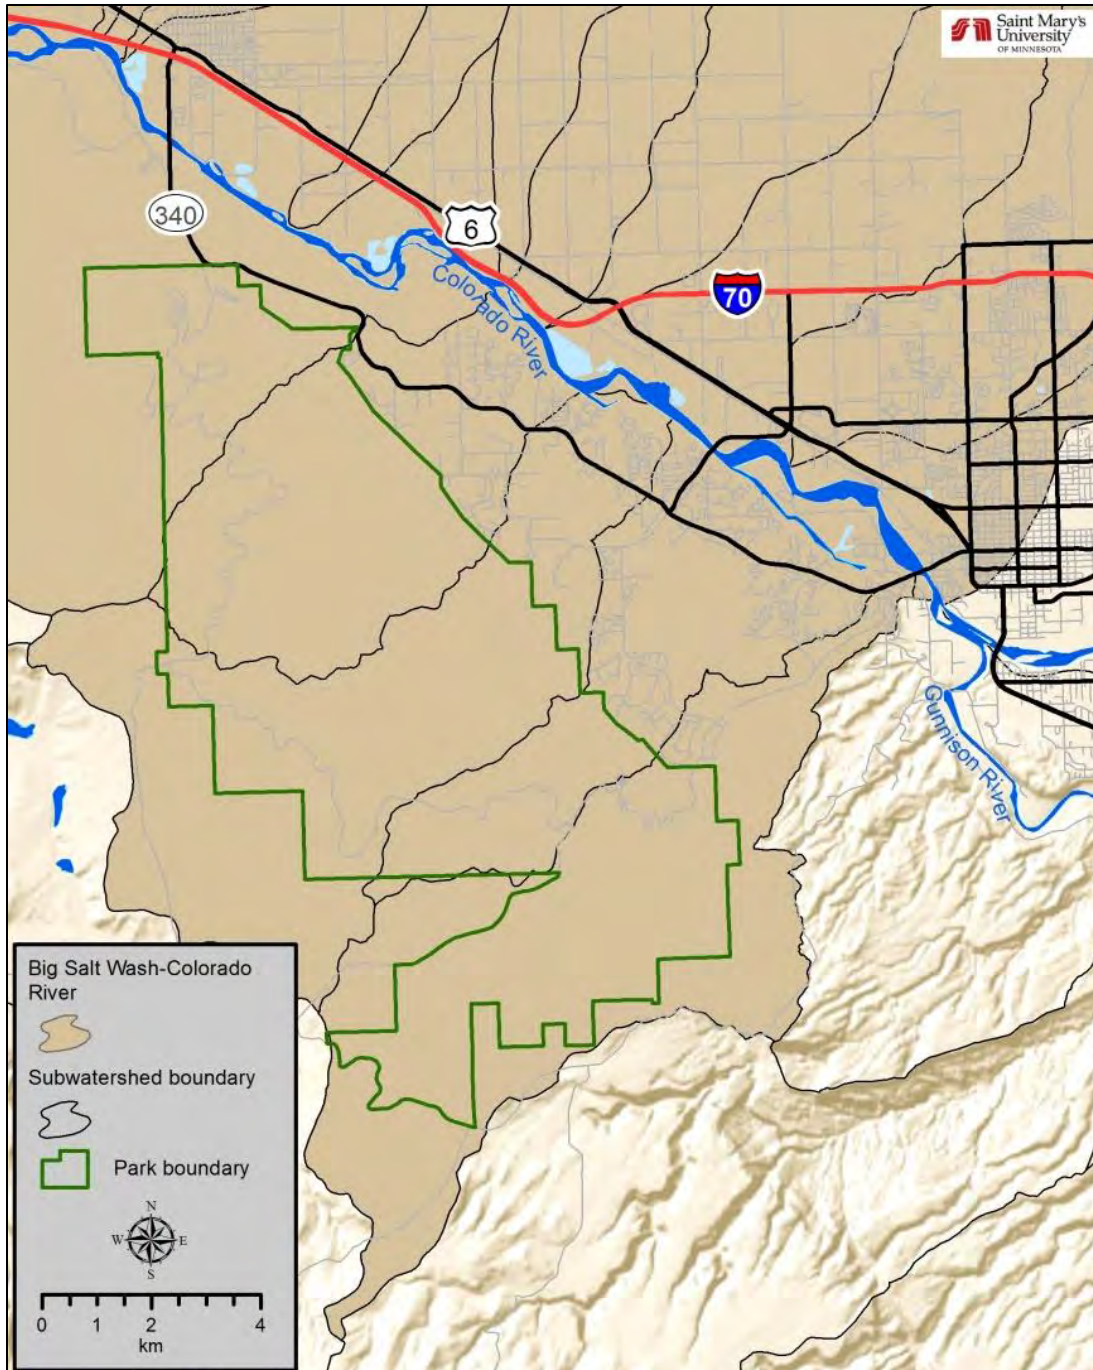 Saint Mary's
University
OF MINNESOTA
340
6
Colorado River
70
Gunnison River
Big Salt Wash-Colorado
River
Subwatershed boundary
Park boundary
N
W E
S
0 1 2 4
km